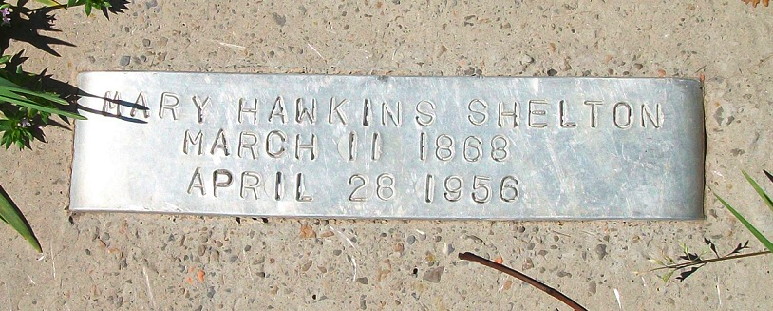 MARY HAWKINS SHELTON
MARCH 11 1868
APRIL 28 1956